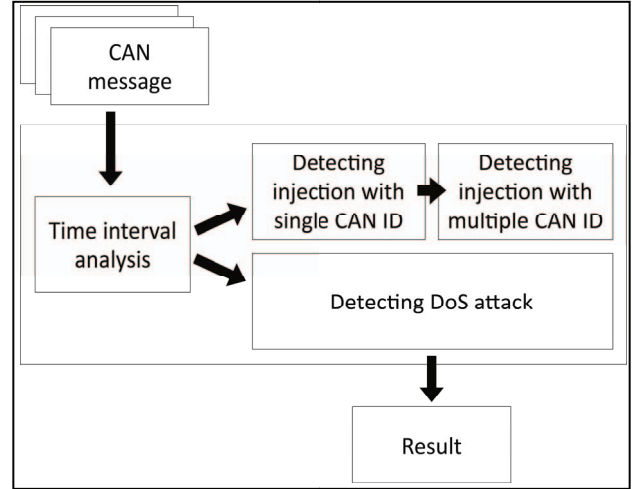 CAN
message
Time interval
analysis
Detecting
injection with
single CAN ID
Detecting
injection with
multiple CAN ID
Detecting DoS attack
Result